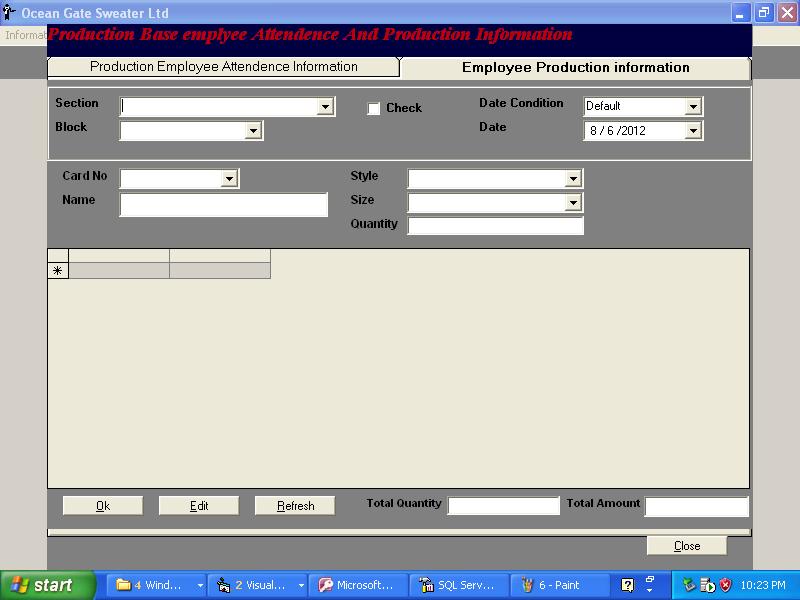 Ocean Gate Sweater Ltd
Informat
Production Base emplyee Attendence And Production Information
Production Employee Attendence Information Employee Production information
Section Check Date Condition Default
Block Date 8 / 6 /2012
Card No Style
Name Size
Quantity
Ok Edit Refresh Total Quantity Total Amount
Close
start 4 Wind... 2 Visual... Microsoft... SQL Serv... 6 - Paint 10:23 PM